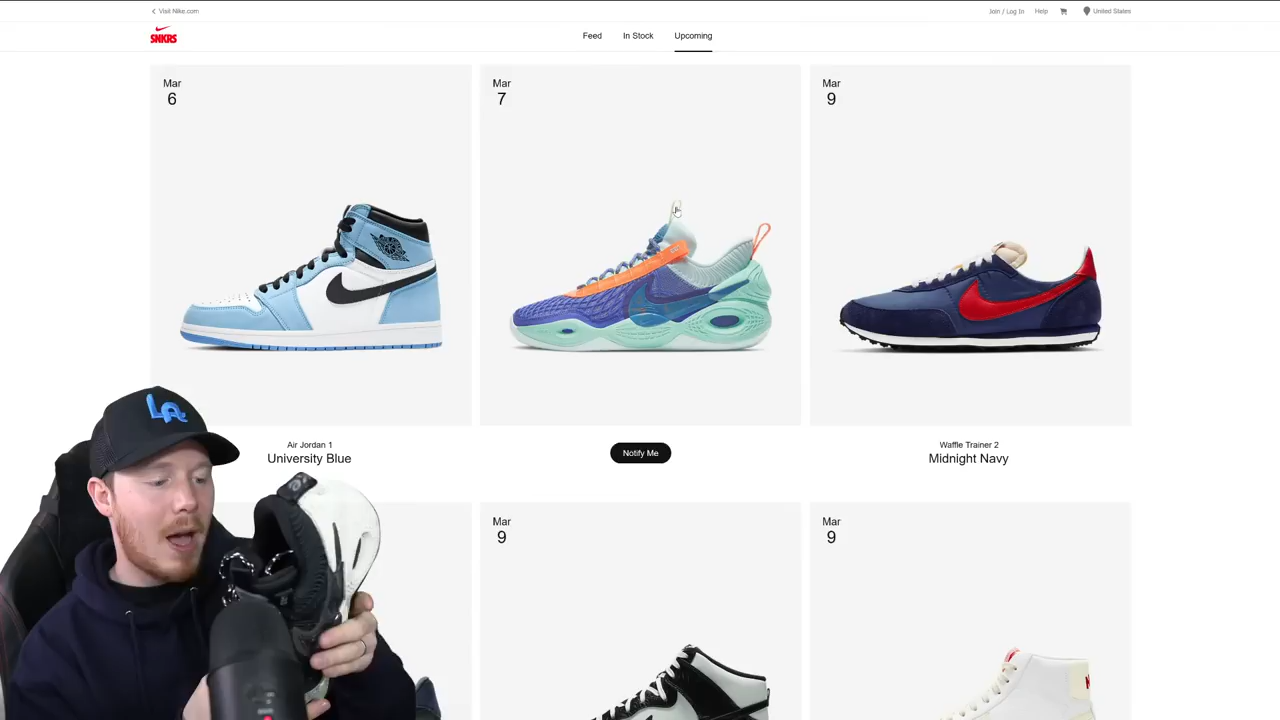 Visit Nike.com
Join / Log In
Help
United States
SNKRS
Feed
In Stock
Upcoming
Mar
6
Mar
7
Mar
9
Air Jordan 1
University Blue
Notify Me
Waffle Trainer 2
Midnight Navy
LA
Mar
9
Mar
9